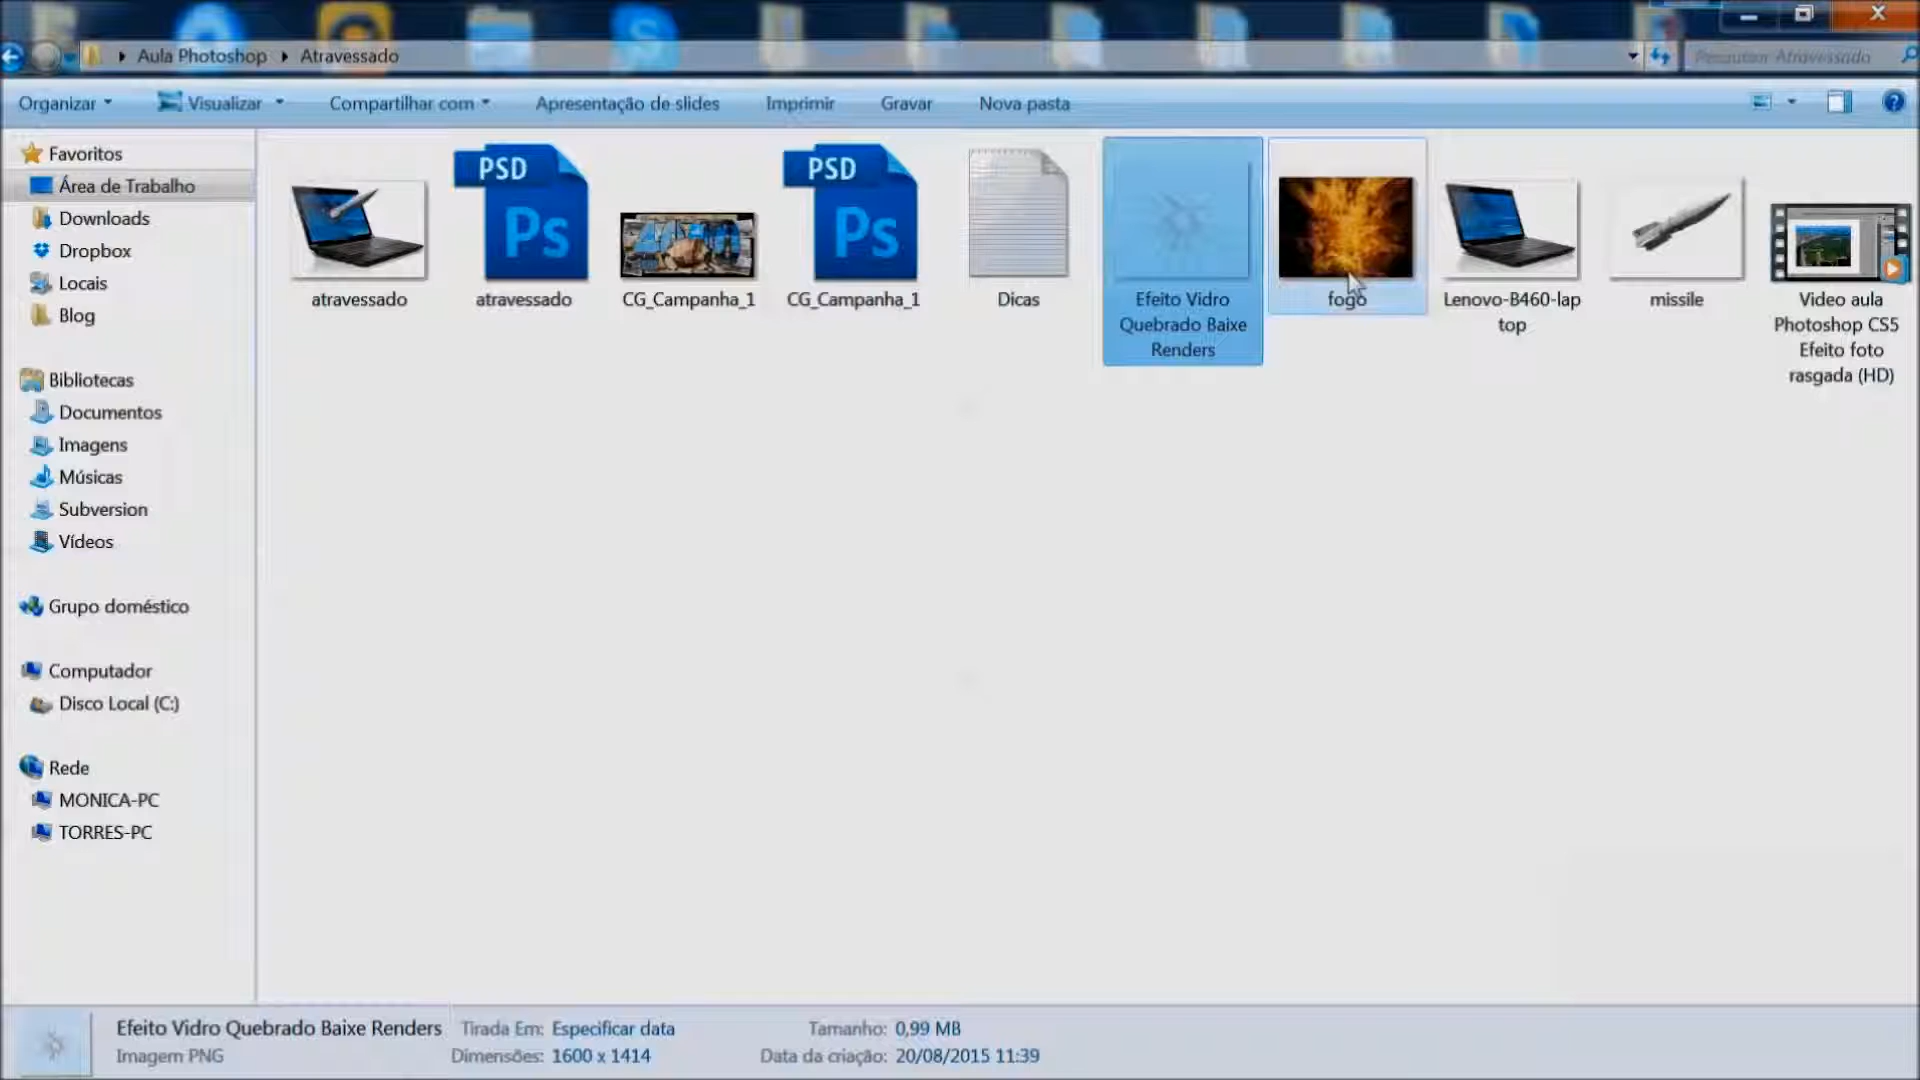 Aula Photoshop
Atravessado
Pesquisar Atravessado
Organizar
Visualizar
Compartilhar com
Apresentação de slides
Imprimir
Gravar
Nova pasta
Favoritos
Área de Trabalho
Downloads
Dropbox
Locais
Blog
Bibliotecas
Documentos
Imagens
Músicas
Subversion
Vídeos
Grupo doméstico
Computador
Disco Local (C:)
Rede
MONICA-PC
TORRES-PC
PSD
Ps
PSD
Ps
atravessado
atravessado
CG_Campanha_1
CG_Campanha_1
Dicas
Efeito Vidro
Quebrado Baixe
Renders
fogo
Lenovo-B460-lap
top
missile
Video aula
Photoshop CS5
Efeito foto
rasgada (HD)
Efeito Vidro Quebrado Baixe Renders
Imagem PNG
Tirada Em: Especificar data
Dimensões: 1600 x 1414
Tamanho: 0,99 MB
Data da criação: 20/08/2015 11:39